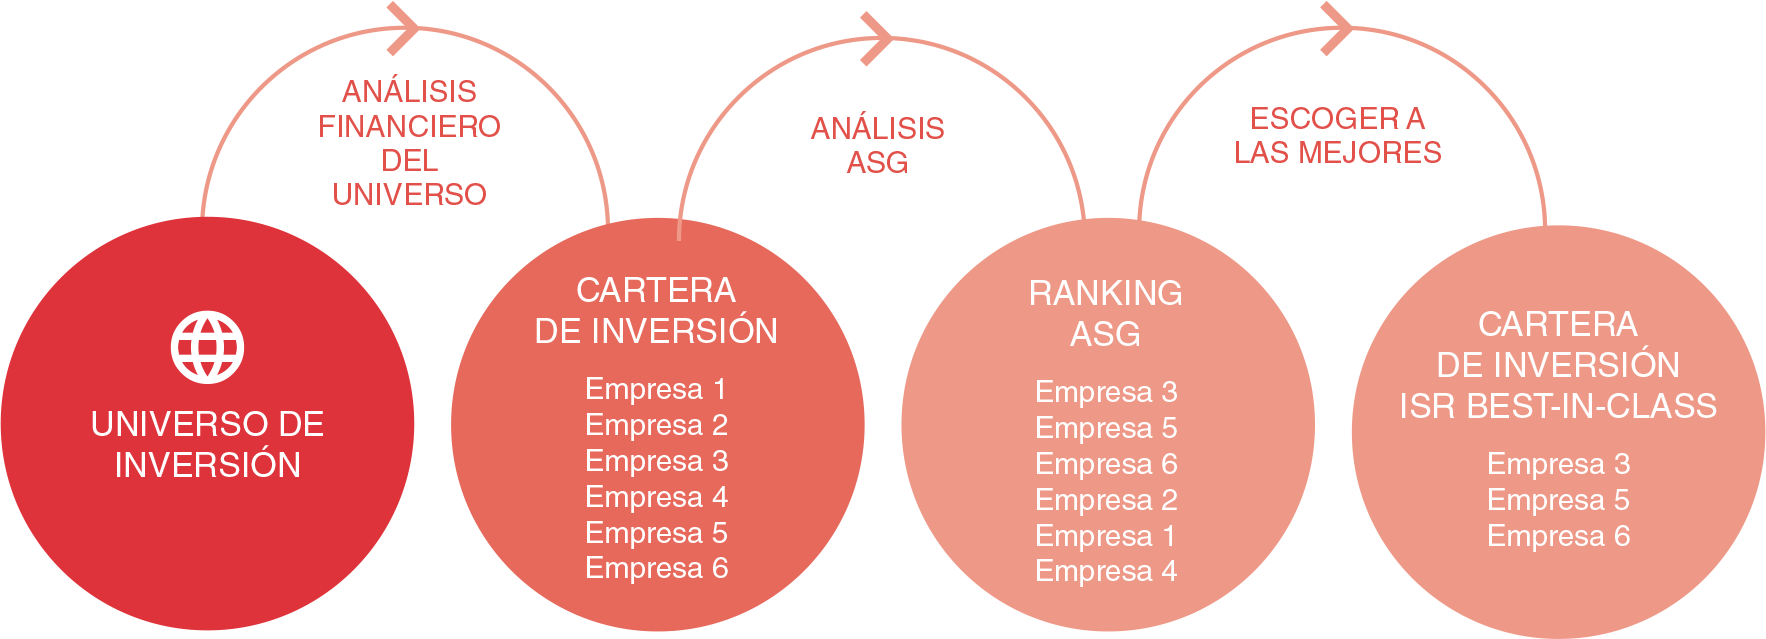 ANÁLISIS
FINANCIERO
DEL
UNIVERSO
ANÁLISIS
ASG
ESCOGER A
LAS MEJORES
UNIVERSO DE
INVERSIÓN
CARTERA
DE INVERSIÓN
Empresa 1
Empresa 2
Empresa 3
Empresa 4
Empresa 5
Empresa 6
RANKING
ASG
Empresa 3
Empresa 5
Empresa 6
Empresa 2
Empresa 1
Empresa 4
CARTERA
DE INVERSIÓN
ISR BEST-IN-CLASS
Empresa 3
Empresa 5
Empresa 6